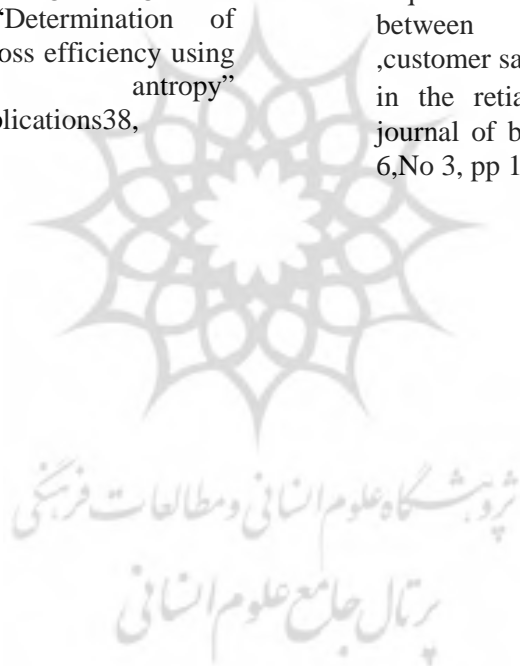 “Determination of
oss efficiency using
antropy”
plications38,
between
,customer sa
in the retia
journal of b
6,No 3, pp 1
پژوهشگاه علوم انسانی و مطالعات فرهنگی
پرتال جامع علوم انسانی